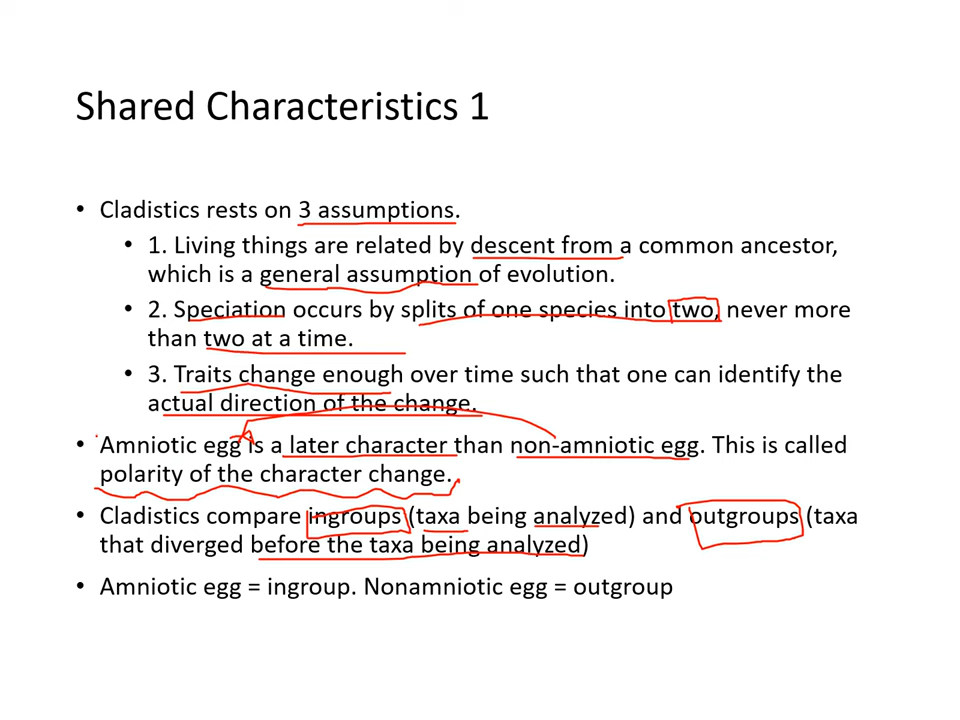 Shared Characteristics 1
• Cladistics rests on 3 assumptions.
• 1. Living things are related by descent from a common ancestor,
which is a general assumption of evolution.
• 2. Speciation occurs by splits of one species into two, never more
than two at a time.
• 3. Traits change enough over time such that one can identify the
actual direction of the change.
• Amniotic egg is a later character than non-amniotic egg. This is called
polarity of the character change.
• Cladistics compare ingroups (taxa being analyzed) and outgroups (taxa
that diverged before the taxa being analyzed)
• Amniotic egg = ingroup. Nonamniotic egg = outgroup